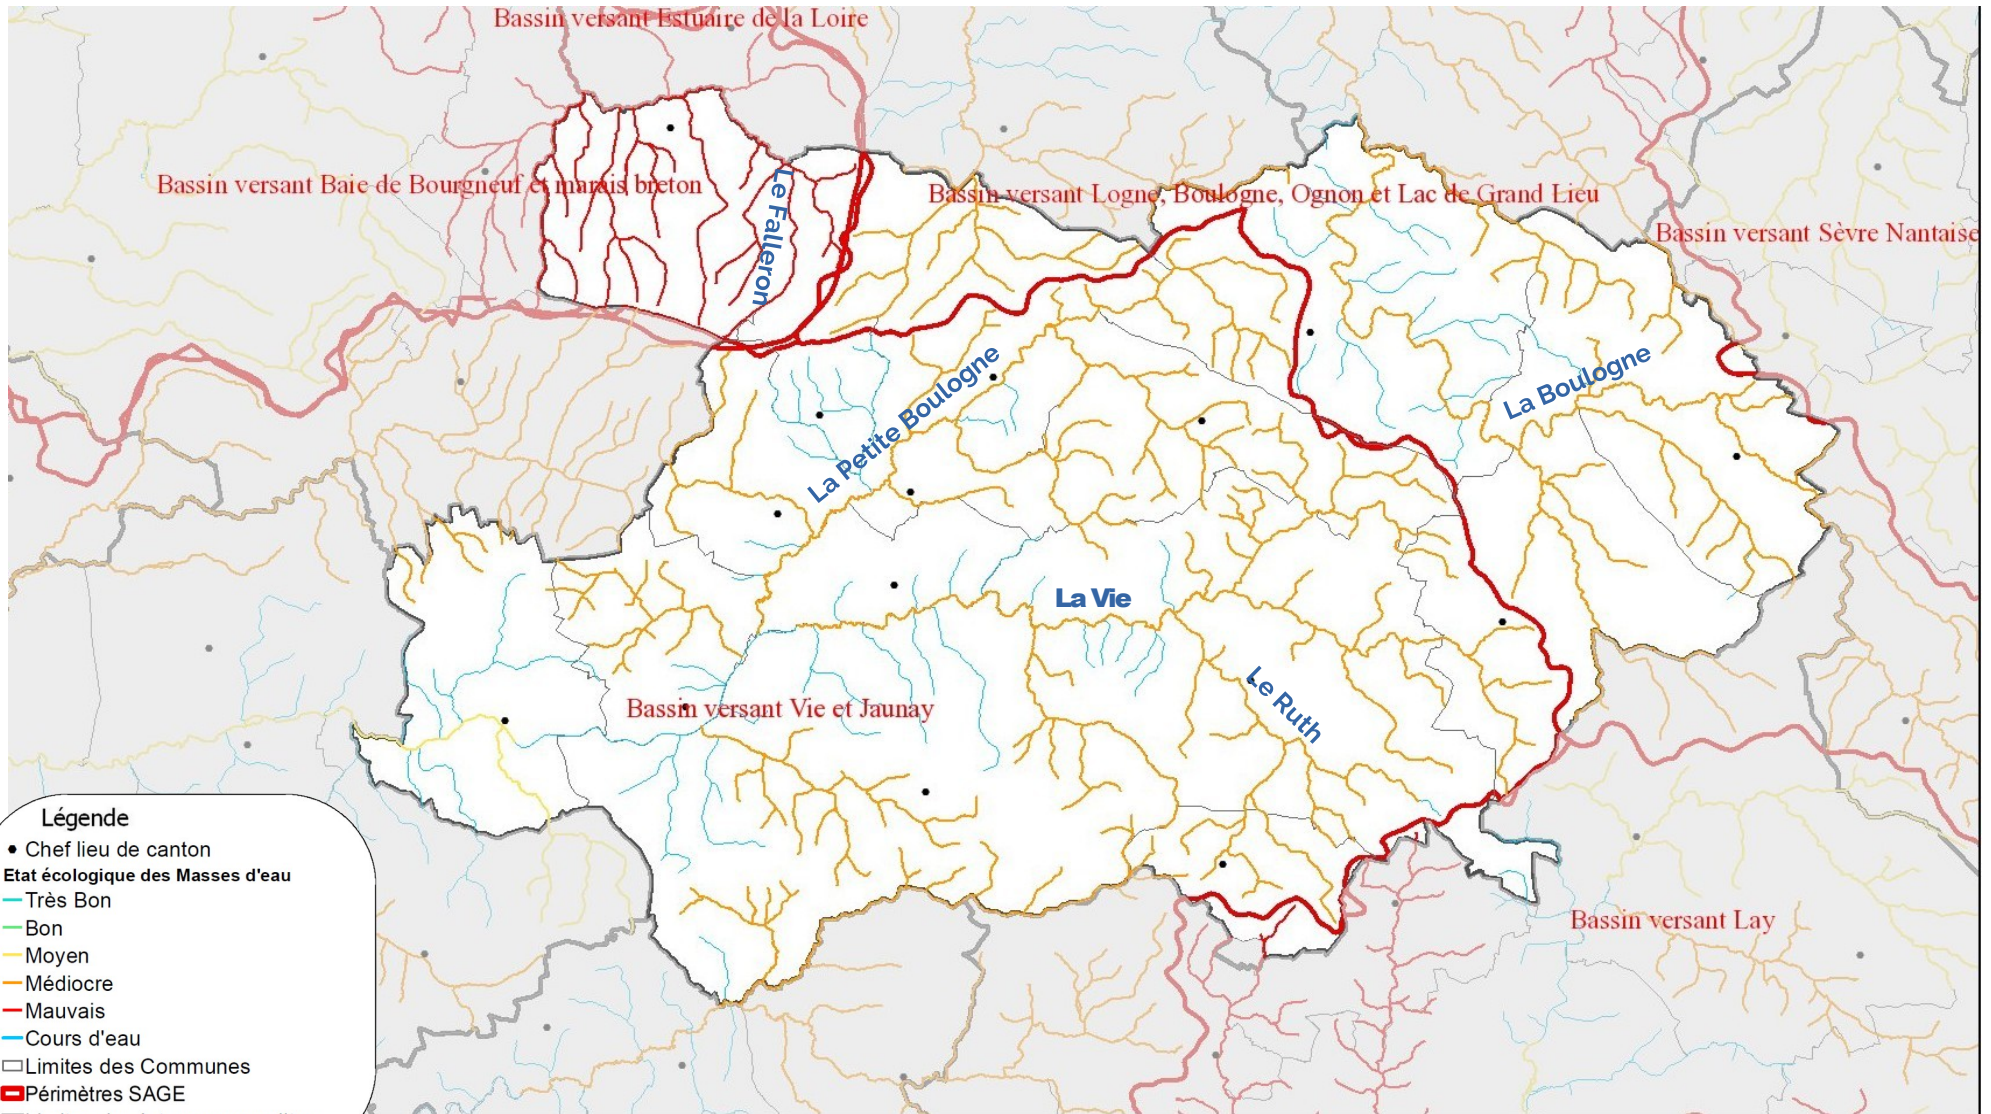 Bassin versant Estuaire de la Loire
Bassin versant Baie de Bourgneuf et marais breton
Le Falleron
Bassin versant Logne, Boulogne, Ognon et Lac de Grand Lieu
Bassin versant Sèvre Nantaise
La Petite Boulogne
La Boulogne
La Vie
Le Ruth
Bassin versant Vie et Jaunay
Bassin versant Lay
Légende
Chef lieu de canton
Etat écologique des Masses d'eau
Très Bon
Bon
Moyen
Médiocre
Mauvais
Cours d'eau
Limites des Communes
Périmètres SAGE